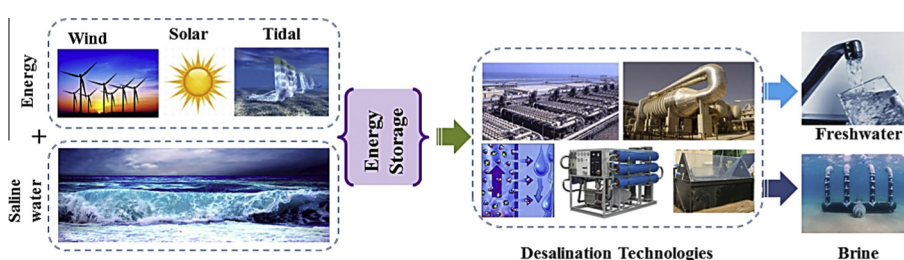 Wind
Solar
Tidal
Energy
+
Saline
water
Energy
Storage
Freshwater
Desalination Technologies
Brine